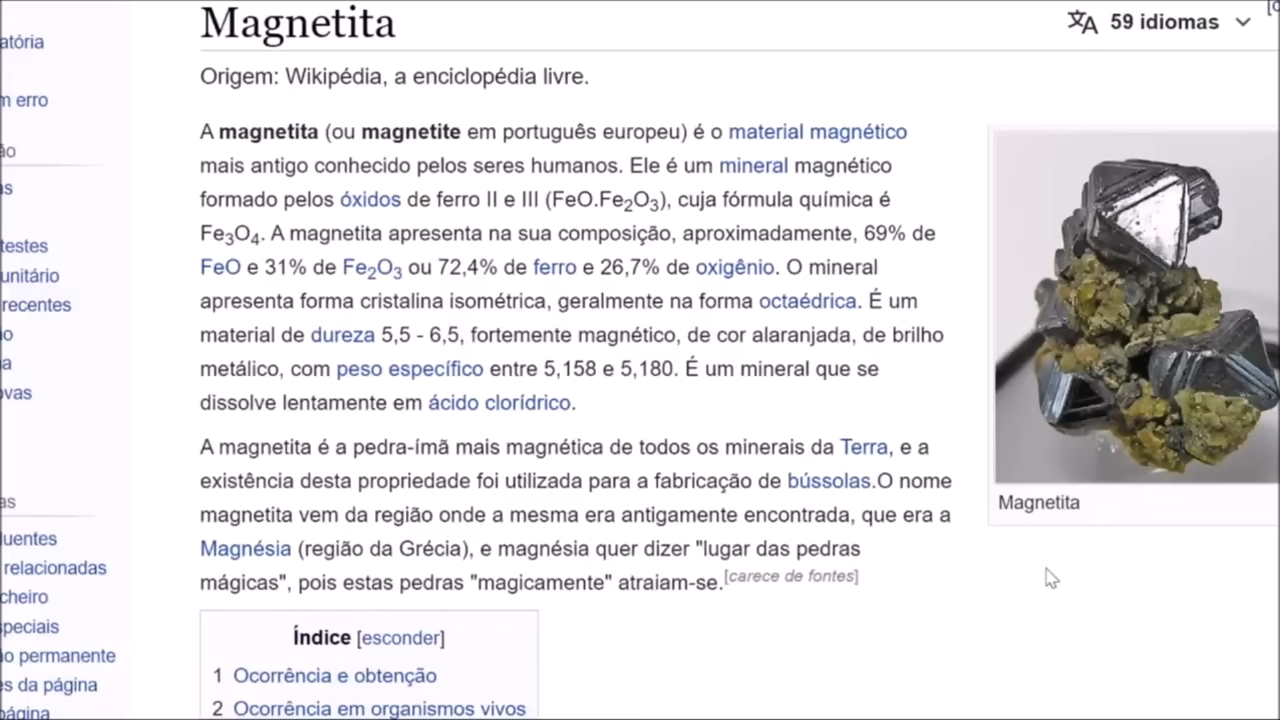 Magnetita
59 idiomas
Origem: Wikipédia, a enciclopédia livre.
A magnetita (ou magnetite em português europeu) é o material magnético
mais antigo conhecido pelos seres humanos. Ele é um mineral magnético
formado pelos óxidos de ferro II e III (FeO.Fe₂O₃), cuja fórmula química é
Fe₃O₄. A magnetita apresenta na sua composição, aproximadamente, 69% de
FeO e 31% de Fe₂O₃ ou 72,4% de ferro e 26,7% de oxigênio. O mineral
apresenta forma cristalina isométrica, geralmente na forma octaédrica. É um
material de dureza 5,5 - 6,5, fortemente magnético, de cor alaranjada, de brilho
metálico, com peso específico entre 5,158 e 5,180. É um mineral que se
dissolve lentamente em ácido clorídrico.
A magnetita é a pedra-ímã mais magnética de todos os minerais da Terra, e a
existência desta propriedade foi utilizada para a fabricação de bússolas.O nome
magnetita vem da região onde a mesma era antigamente encontrada, que era a
Magnésia (região da Grécia), e magnésia quer dizer "lugar das pedras
mágicas", pois estas pedras "magicamente" atraiam-se.[carece de fontes]
Magnetita
Índice [esconder]
1 Ocorrência e obtenção
2 Ocorrência em organismos vivos
erro
testes
recentes
relacionadas
permanente
da página